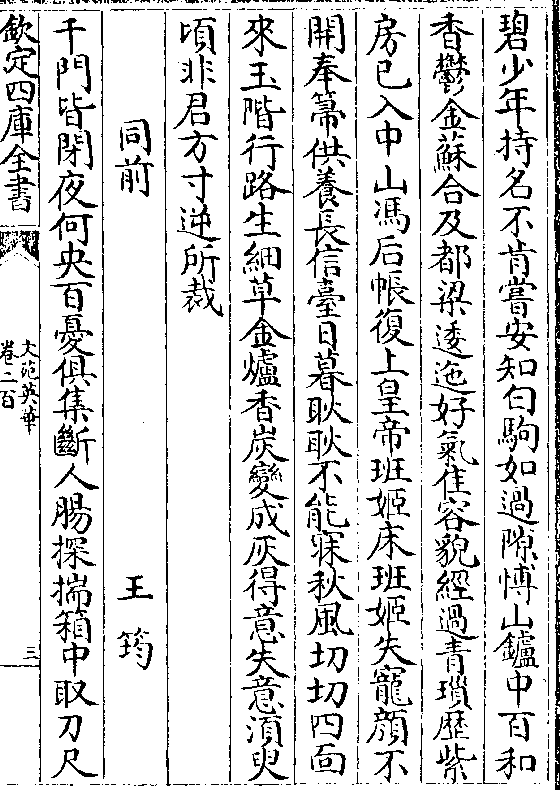 碧少年持名不肯嘗安知白駒如過隙博山鑪中百和
香鬱金蘇合及都梁逶迤好氣佳容貌經過青瑣歴紫
房已入中山馮后帳復上皇帝班姬床班姬失寵顔不
開奉箒供養長信臺日暮耿耿不能寐秋風切切四面
來玉階行路生細草金爐香炭變成灰得意失意湏臾
頃非君方寸逆所裁
同前　王筠
千門皆閉夜何央百憂俱集斷人腸探揣箱中取刀尺
欽定四庫全書
文苑英華
卷二百
三